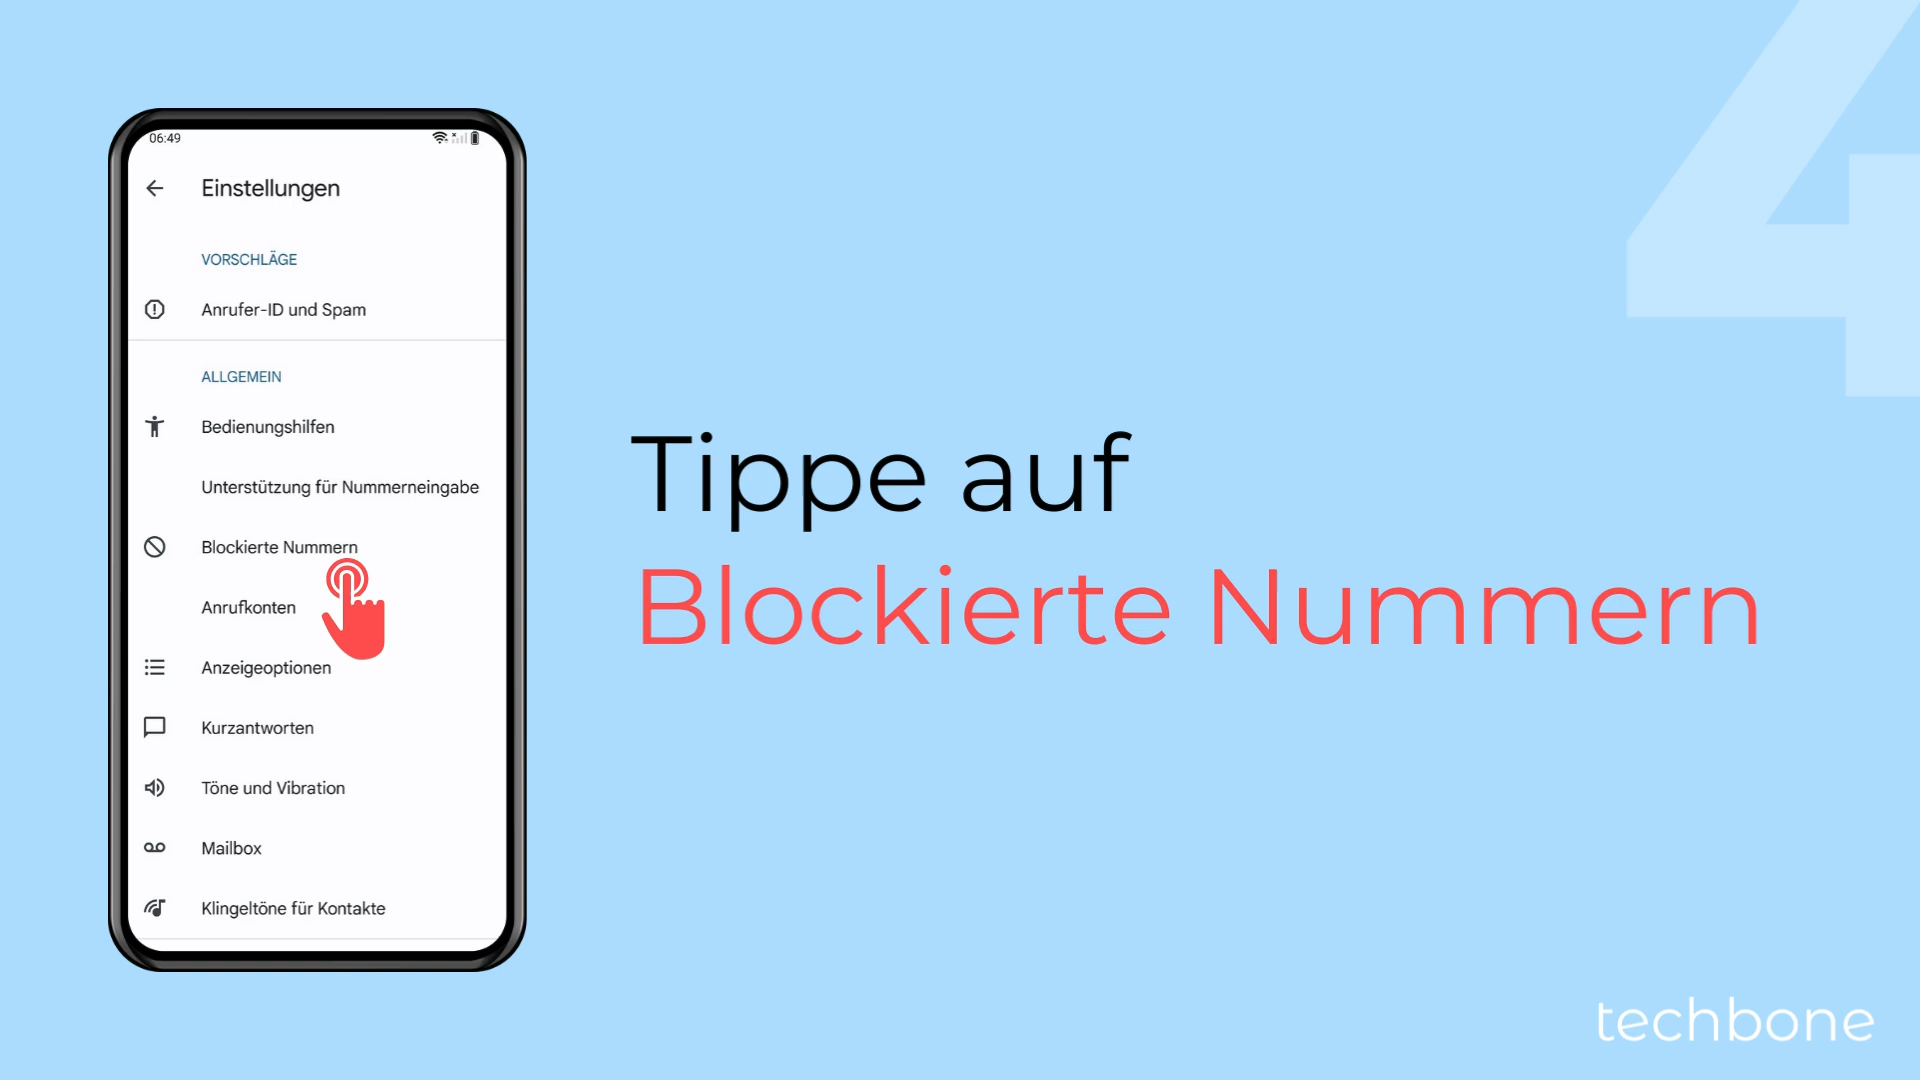 4
06:49
Einstellungen
VORSCHLÄGE
Anrufer-ID und Spam
ALLGEMEIN
Bedienungshilfen
Unterstützung für Nummerneingabe
Blockierte Nummern
Anrufkonten
Anzeigeoptionen
Kurzantworten
Töne und Vibration
Mailbox
Klingeltöne für Kontakte
Tippe auf
Blockierte Nummern
techbone